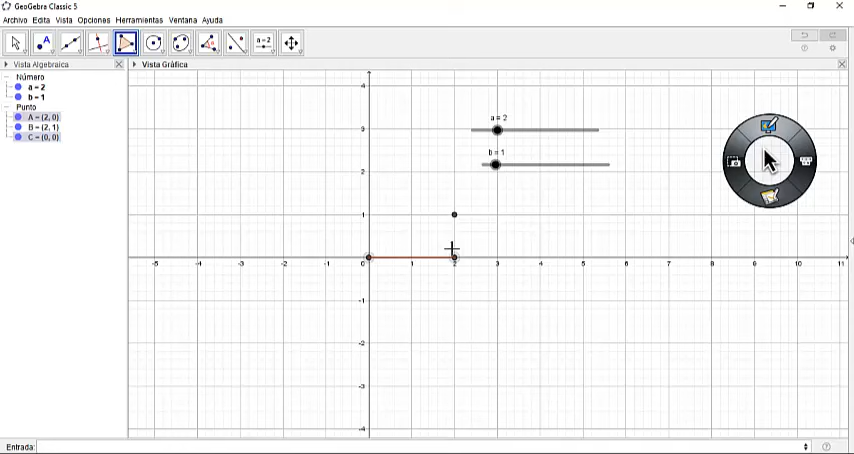 GeoGebra Classic 5
Archivo Edita Vista Opciones Herramientas Ventana Ayuda
A
a=2
Vista Algebraica
Vista Gráfica
Número
a = 2
b = 1
Punto
A = (2, 0)
B = (2, 1)
C = (0, 0)
a = 2
b = 1
4
3
2
1
-5 -4 -3 -2 -1 0 1 2 3 4 5 6 7 8 9 10 11
-1
-2
-3
-4
Entrada: